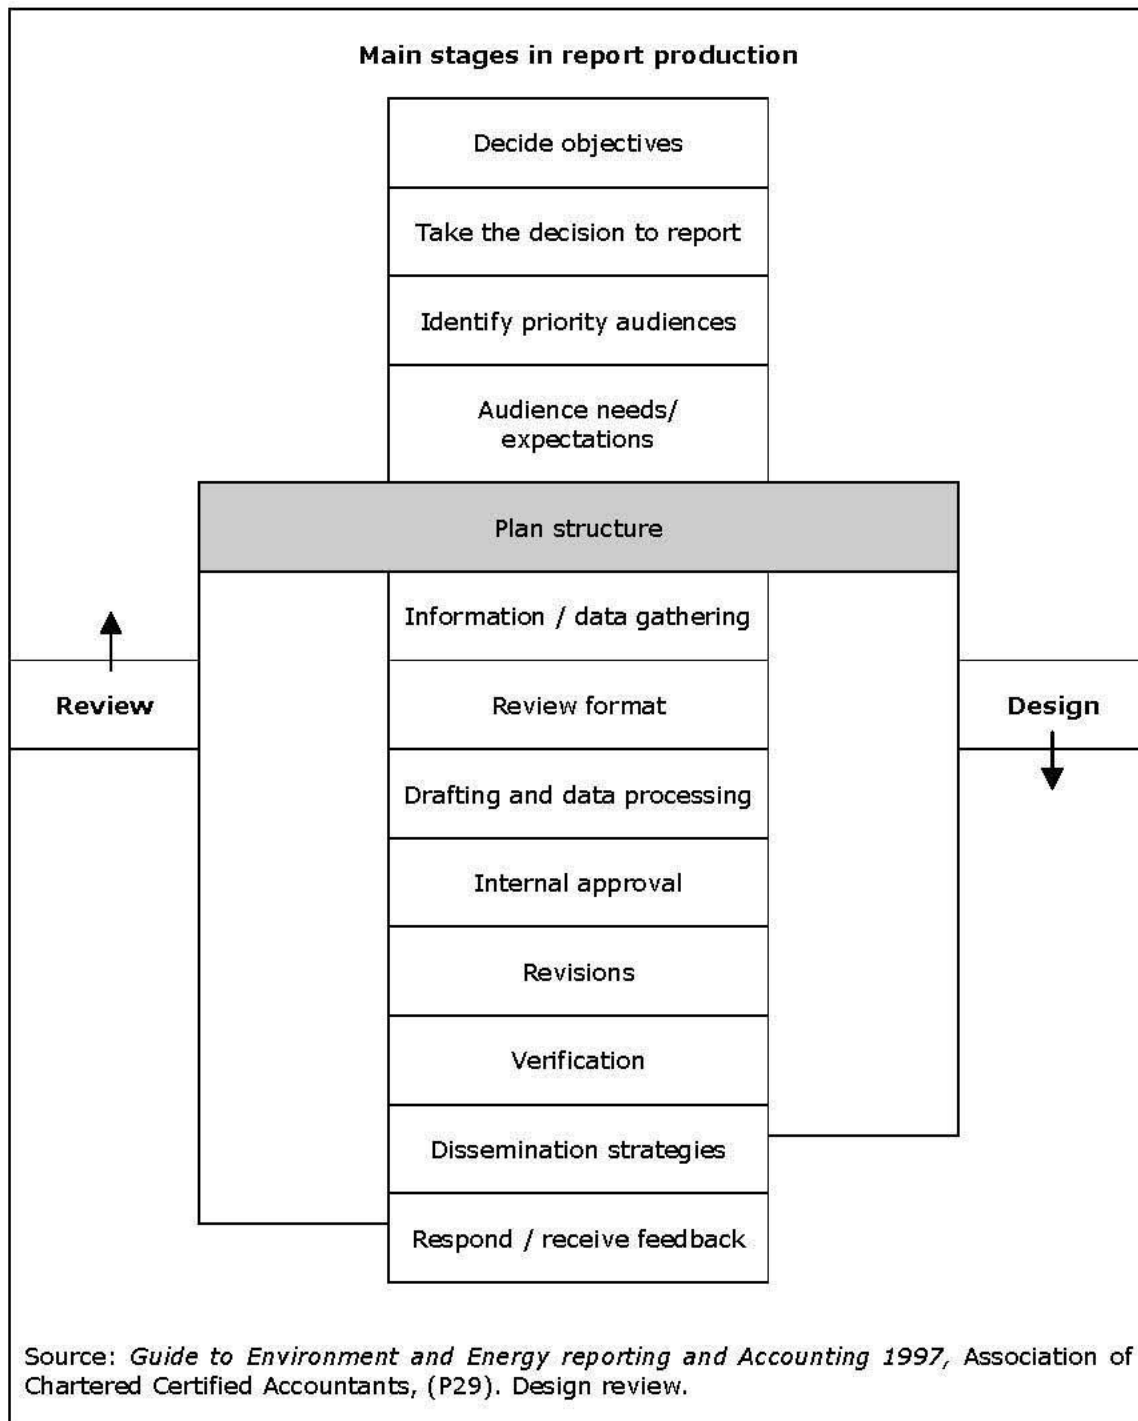 Main stages in report production
Decide objectives
Take the decision to report
Identify priority audiences
Audience needs/
expectations
Plan structure
Information / data gathering
Review
Review format
Design
Drafting and data processing
Internal approval
Revisions
Verification
Dissemination strategies
Respond / receive feedback
Source: Guide to Environment and Energy reporting and Accounting 1997, Association of
Chartered Certified Accountants, (P29). Design review.